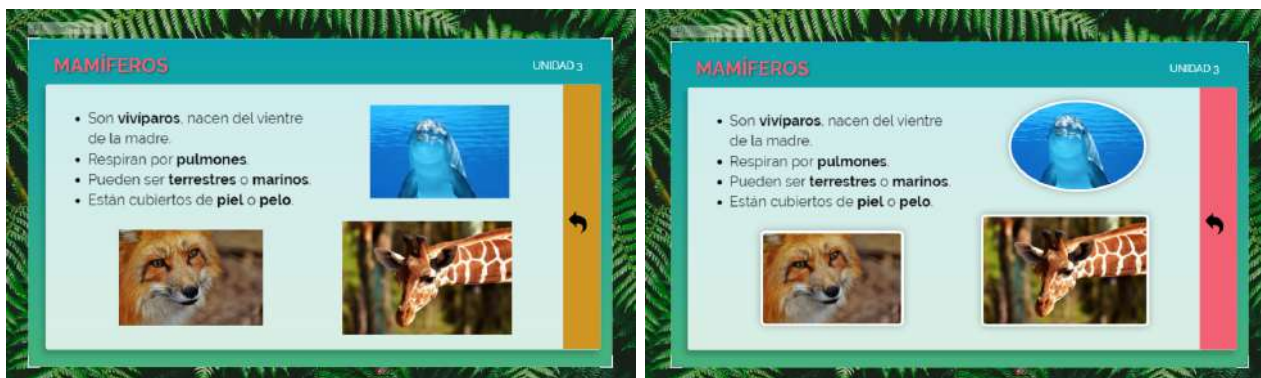 MAMÍFEROS
UNIDAD 3
• Son vivíparos, nacen del vientre
de la madre.
• Respiran por pulmones.
• Pueden ser terrestres o marinos.
• Están cubiertos de piel o pelo.
MAMÍFEROS
UNIDAD 3
• Son vivíparos, nacen del vientre
de la madre.
• Respiran por pulmones.
• Pueden ser terrestres o marinos.
• Están cubiertos de piel o pelo.